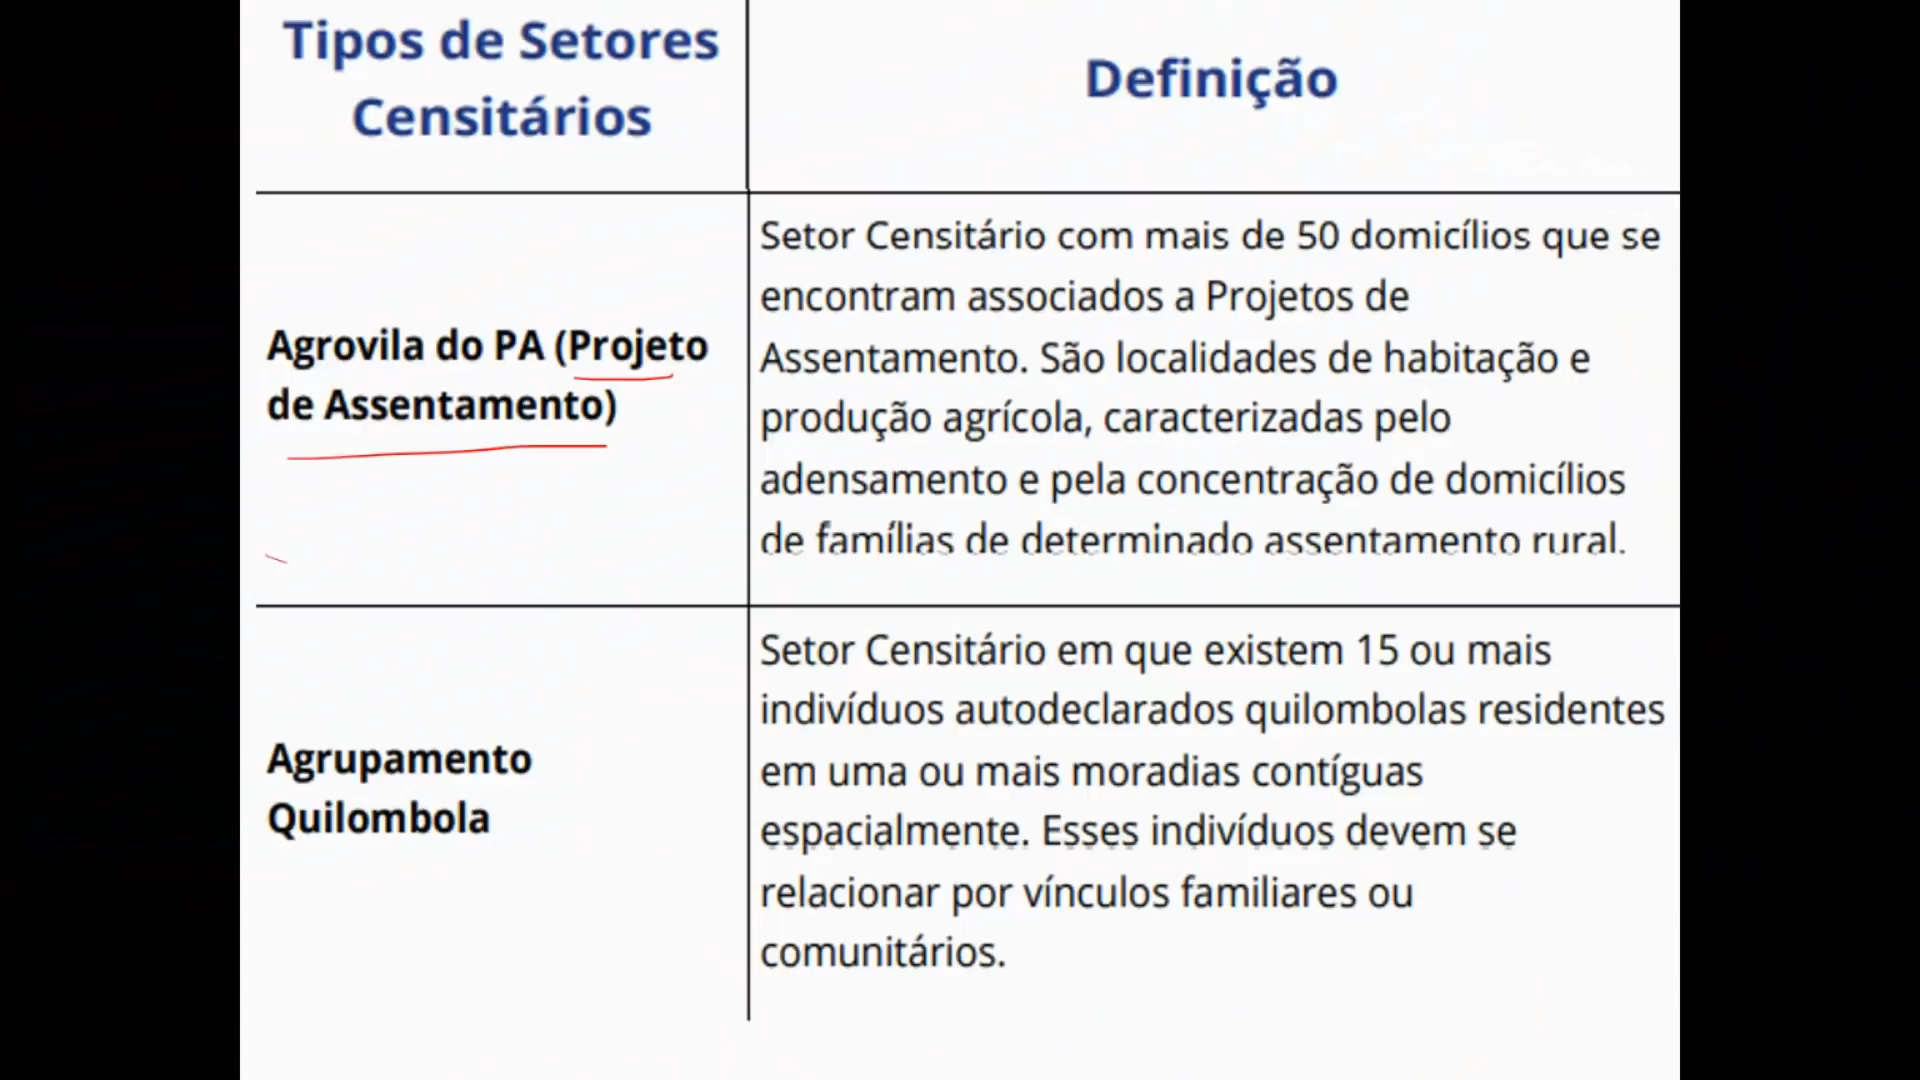 Tipos de Setores
Censitários
Definição
Agrovila do PA (Projeto
de Assentamento)
Setor Censitário com mais de 50 domicílios que se
encontram associados a Projetos de
Assentamento. São localidades de habitação e
produção agrícola, caracterizadas pelo
adensamento e pela concentração de domicílios
de famílias de determinado assentamento rural.
Agrupamento
Quilombola
Setor Censitário em que existem 15 ou mais
indivíduos autodeclarados quilombolas residentes
em uma ou mais moradias contíguas
espacialmente. Esses indivíduos devem se
relacionar por vínculos familiares ou
comunitários.